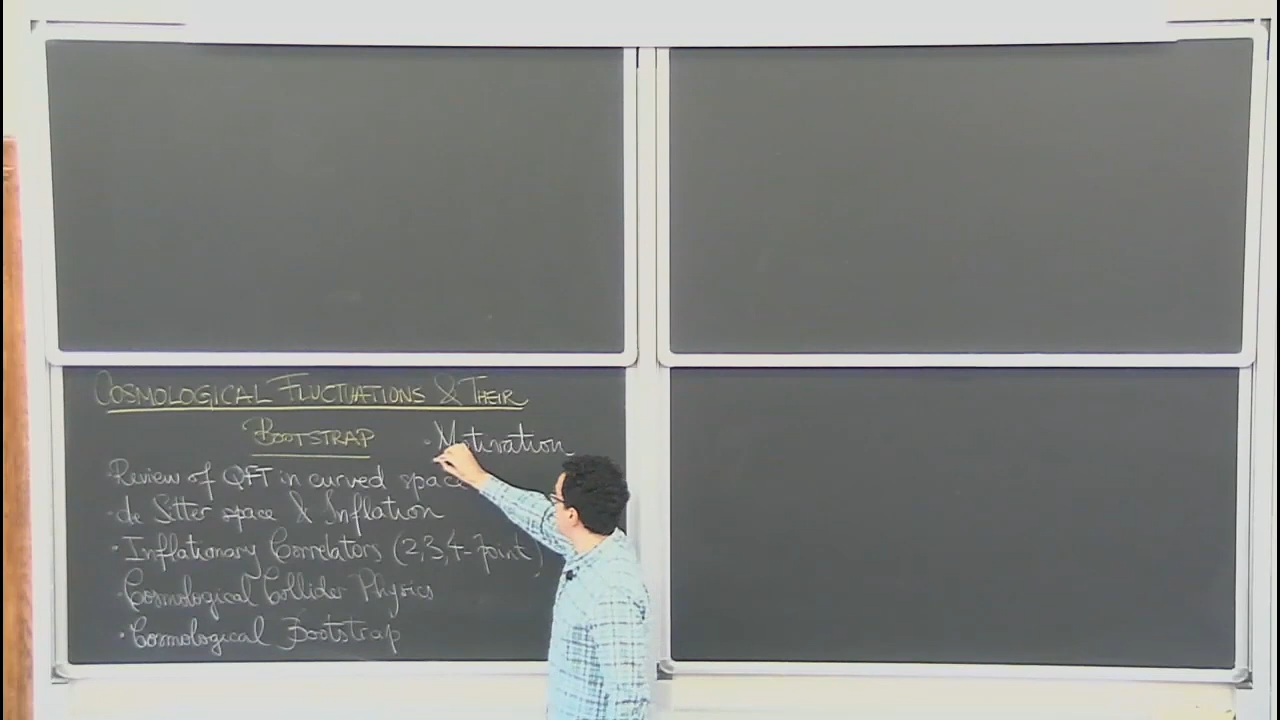 COSMOLOGICAL FLUCTUATIONS & THEIR
BOOTSTRAP
· Motivation
· Review of QFT in curved space
· de Sitter space & Inflation
· Inflationary Correlators (2,3,4-point)
· Cosmological Collider Physics
· Cosmological Bootstrap